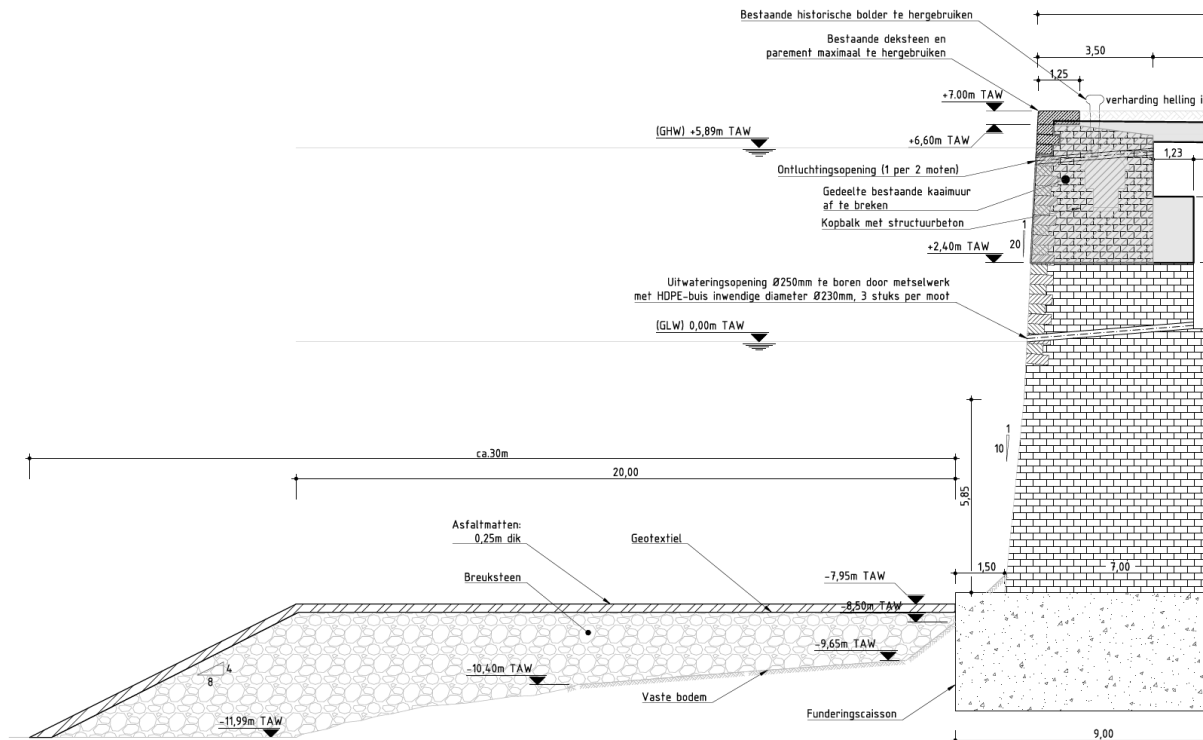 Bestaande historische bolder te hergebruiken
Bestaande deksteen en
parement maximaal te hergebruiken
3,50
1,25
+7.00m TAW
verharding helling i
(GHW) +5,89m TAW
+6,60m TAW
Ontluchtingsopening (1 per 2 moten)
1,23
Gedeelte bestaande kaaimuur
af te breken
Kopbalk met structuurbeton
1
20
+2,40m TAW
Uitwateringsopening Ø250mm te boren door metselwerk
met HDPE-buis inwendige diameter Ø230mm, 3 stuks per moot
(GLW) 0,00m TAW
1
10
ca.30m
20,00
5,85
Asfaltmatten:
0,25m dik
Geotextiel
Breuksteen
1,50
7,00
-7,95m TAW
-8,50m TAW
-9,65m TAW
4
8
-10,40m TAW
Vaste bodem
-11,99m TAW
Funderingscaisson
9,00